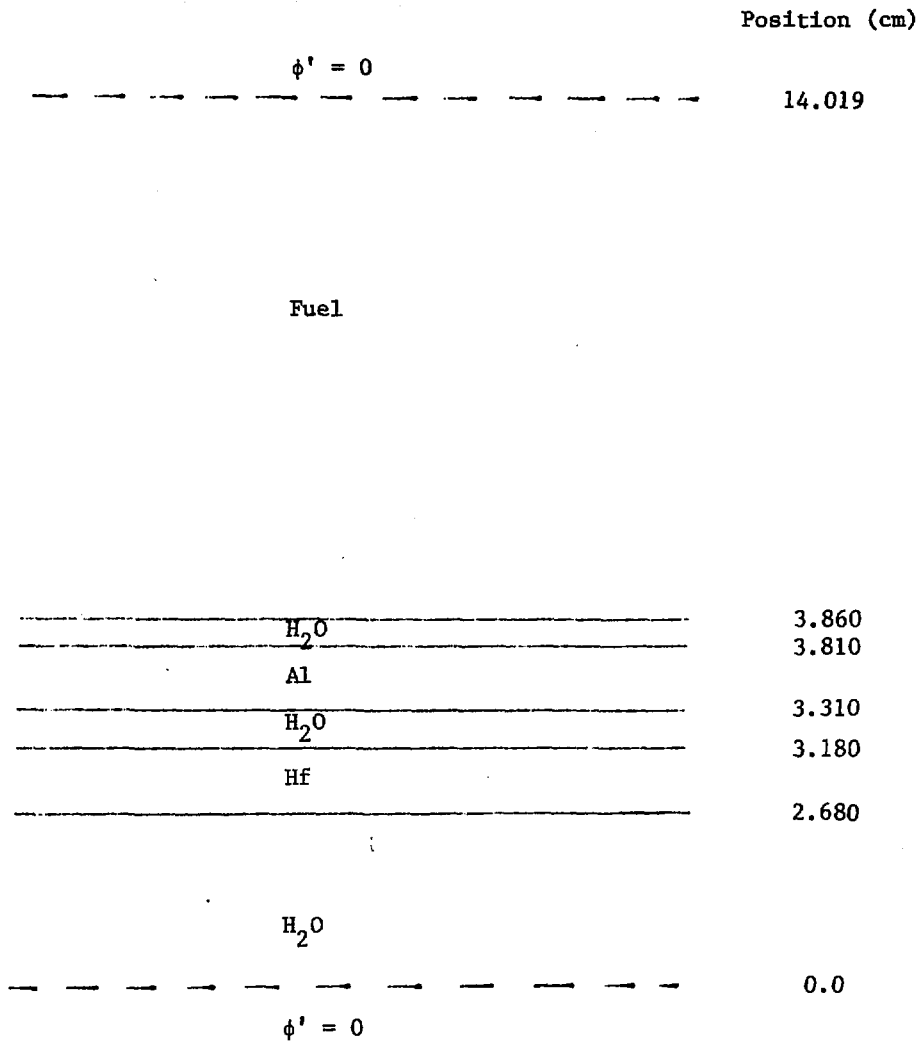 Position (cm)
ϕ' = 0
14.019
Fuel
3.860
H₂O
3.810
Al
3.310
H₂O
3.180
Hf
2.680
H₂O
0.0
ϕ' = 0